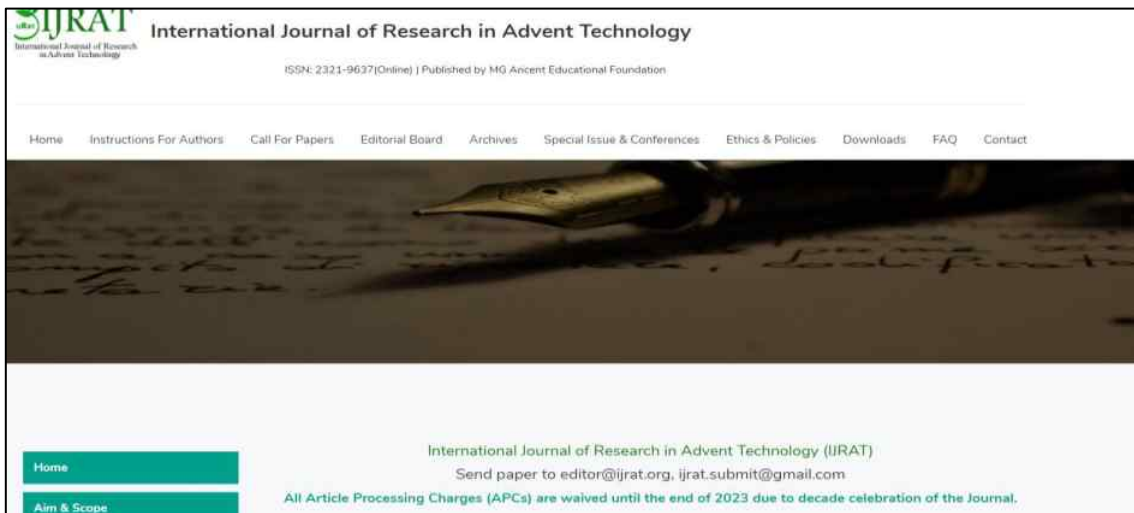 IJRAT
International Journal of Research
in Advent Technology
International Journal of Research in Advent Technology
ISSN: 2321-9637(Online) | Published by MG Aricent Educational Foundation
Home Instructions For Authors Call For Papers Editorial Board Archives Special Issue & Conferences Ethics & Policies Downloads FAQ Contact
International Journal of Research in Advent Technology (IJRAT)
Home
Send paper to editor@ijrat.org, ijrat.submit@gmail.com
All Article Processing Charges (APCs) are waived until the end of 2023 due to decade celebration of the Journal.
Aim & Scope